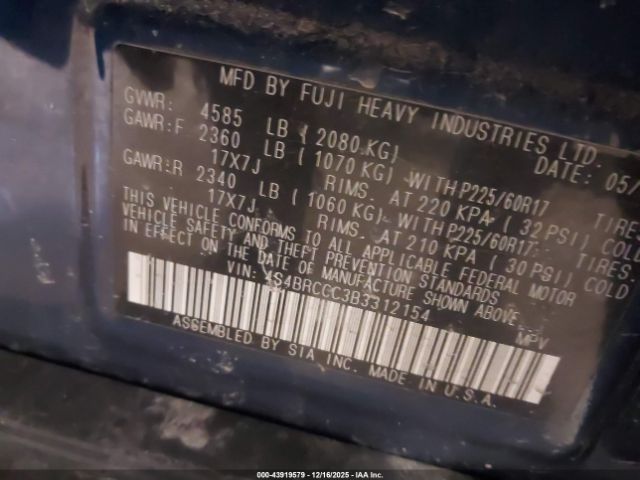 MFD. BY FUJI HEAVY INDUSTRIES LTD.
GVWR: 4585 LB ( 2080 KG) DATE: 05/
GAWR:F 2360 LB ( 1070 KG) WITH P225/60R17 TIRES
17X7J RIMS. AT 220 KPA ( 32 PSI) COLD
GAWR:R 2340 LB ( 1060 KG) WITH P225/60R17 TIRES.
17X7J RIMS. AT 210 KPA ( 30 PSI) COLD
THIS VEHICLE CONFORMS TO ALL APPLICABLE FEDERAL MOTOR
VEHICLE SAFETY AND THEFT PREVENTION STANDARDS
IN EFFECT ON THE DATE OF MANUFACTURE SHOWN ABOVE.
VIN: 4S4BRCCC3B3312154 MPV
ASSEMBLED BY SIA INC. MADE IN U.S.A.
000-43919579 - 12/16/2025 - IAA Inc.